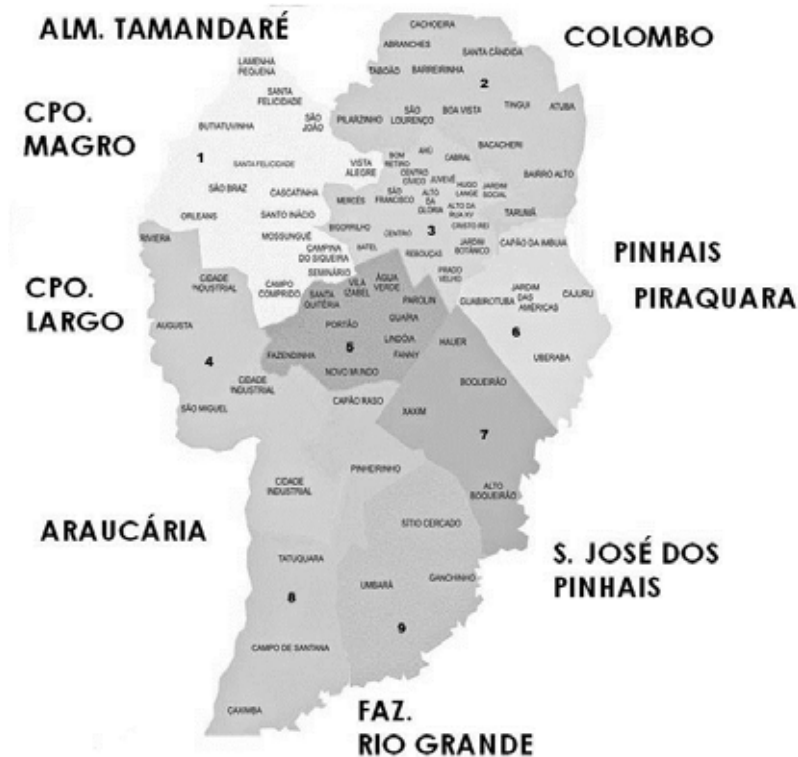 ALM. TAMANDARÉ
COLOMBO
CPO.
MAGRO
CPO.
LARGO
ARAUCÁRIA
PINHAIS
PIRAQUARA
S. JOSÉ DOS
PINHAIS
FAZ.
RIO GRANDE
LAMENHA
PEQUENA
SANTA
FELICIDADE
BUTIATUVINHA
SÃO
JOÃO
1
SANTA FELICIDADE
VISTA
ALEGRE
SÃO BRAZ
CASCATINHA
ORLEANS
SANTO INÁCIO
MOSSUNGUÊ
CAMPINA
DO SIQUEIRA
SEMINÁRIO
CAMPO
COMPRIDO
CACHOEIRA
ABRANCHES
SANTA CÂNDIDA
TABOÃO
BARREIRINHA
2
PILARZINHO
SÃO
LOURENÇO
BOA VISTA
TINGUI
ATUBA
BACACHERI
BAIRRO ALTO
TARUMÃ
BOM
RETIRO
AHÚ
CABRAL
CENTRO
CÍVICO
JUVEVÊ
HUGO
LANGE
JARDIM
SOCIAL
MERCÊS
SÃO
FRANCISCO
ALTO
DA
GLÓRIA
ALTO DA
RUA XV
BIGORRILHO
CENTRO
3
CRISTO REI
BATEL
REBOUÇAS
JARDIM
BOTÂNICO
PRADO
VELHO
CAPÃO DA IMBUIA
GUABIROTUBA
JARDIM
DAS
AMÉRICAS
CAJURU
6
UBERABA
RIVIERA
CIDADE
INDUSTRIAL
AUGUSTA
4
CIDADE
INDUSTRIAL
SÃO MIGUEL
SANTA
QUITÉRIA
VILA
IZABEL
ÁGUA
VERDE
PAROLIN
PORTÃO
GUAÍRA
5
LINDÓIA
FAZENDINHA
FANNY
NOVO MUNDO
HAUER
BOQUEIRÃO
XAXIM
7
ALTO
BOQUEIRÃO
CAPÃO RASO
PINHEIRINHO
CIDADE
INDUSTRIAL
TATUQUARA
8
CAMPO DE SANTANA
CAXIMBA
SÍTIO CERCADO
UMBARÁ
GANCHINHO
9